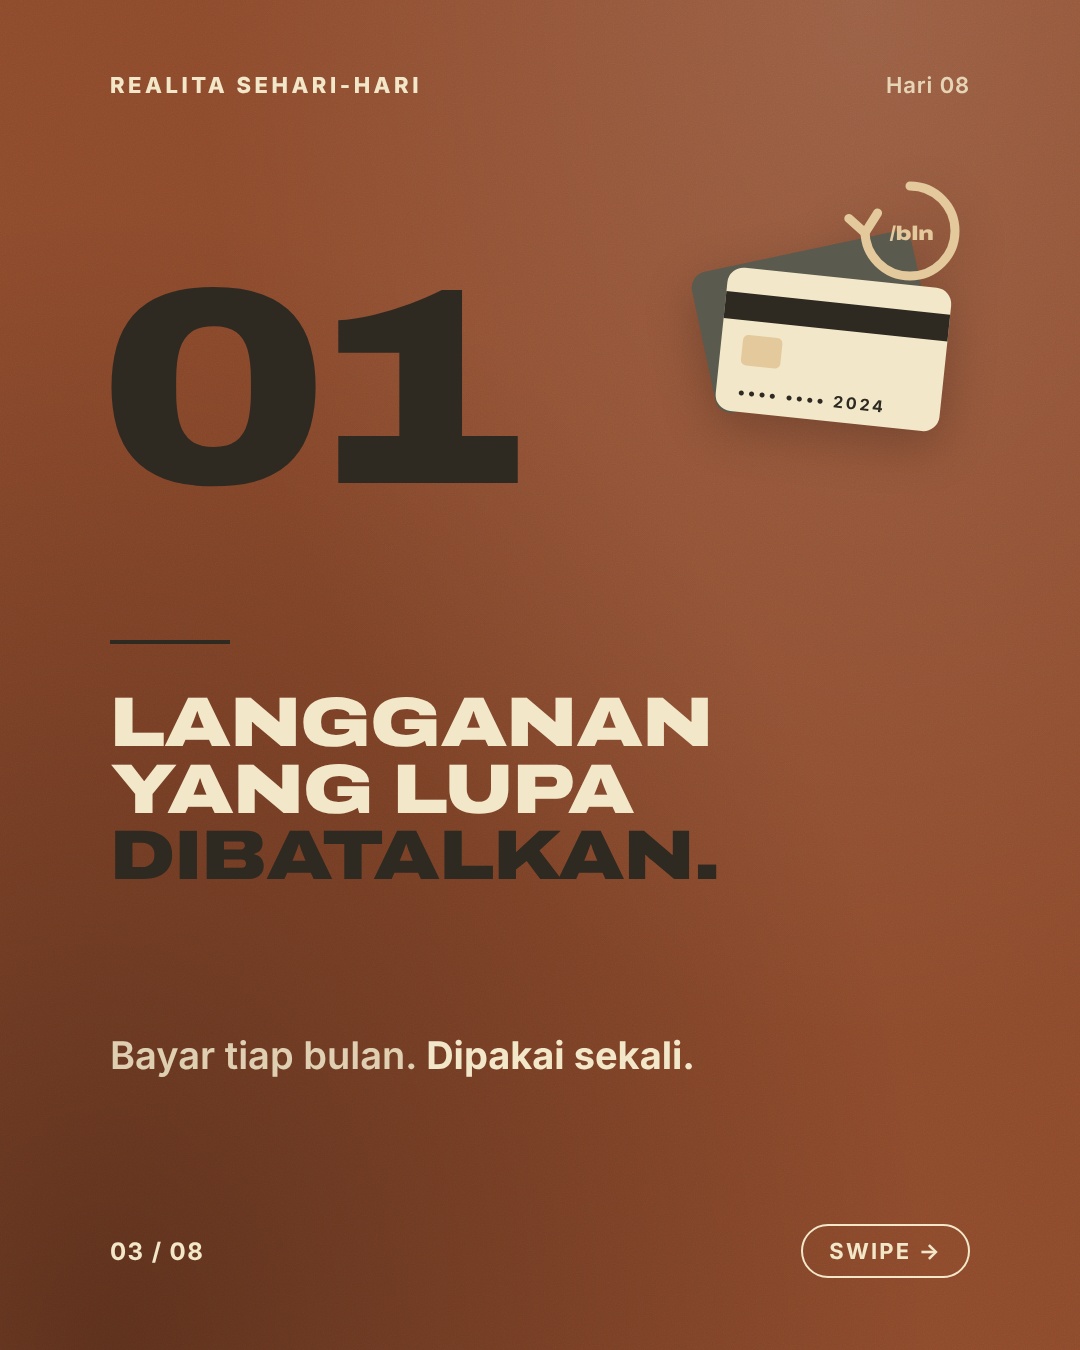 REALITA SEHARI-HARI
Hari 08
/bln
01
•••• •••• 2024
LANGGANAN
YANG LUPA
DIBATALKAN.
Bayar tiap bulan. Dipakai sekali.
03 / 08
SWIPE →